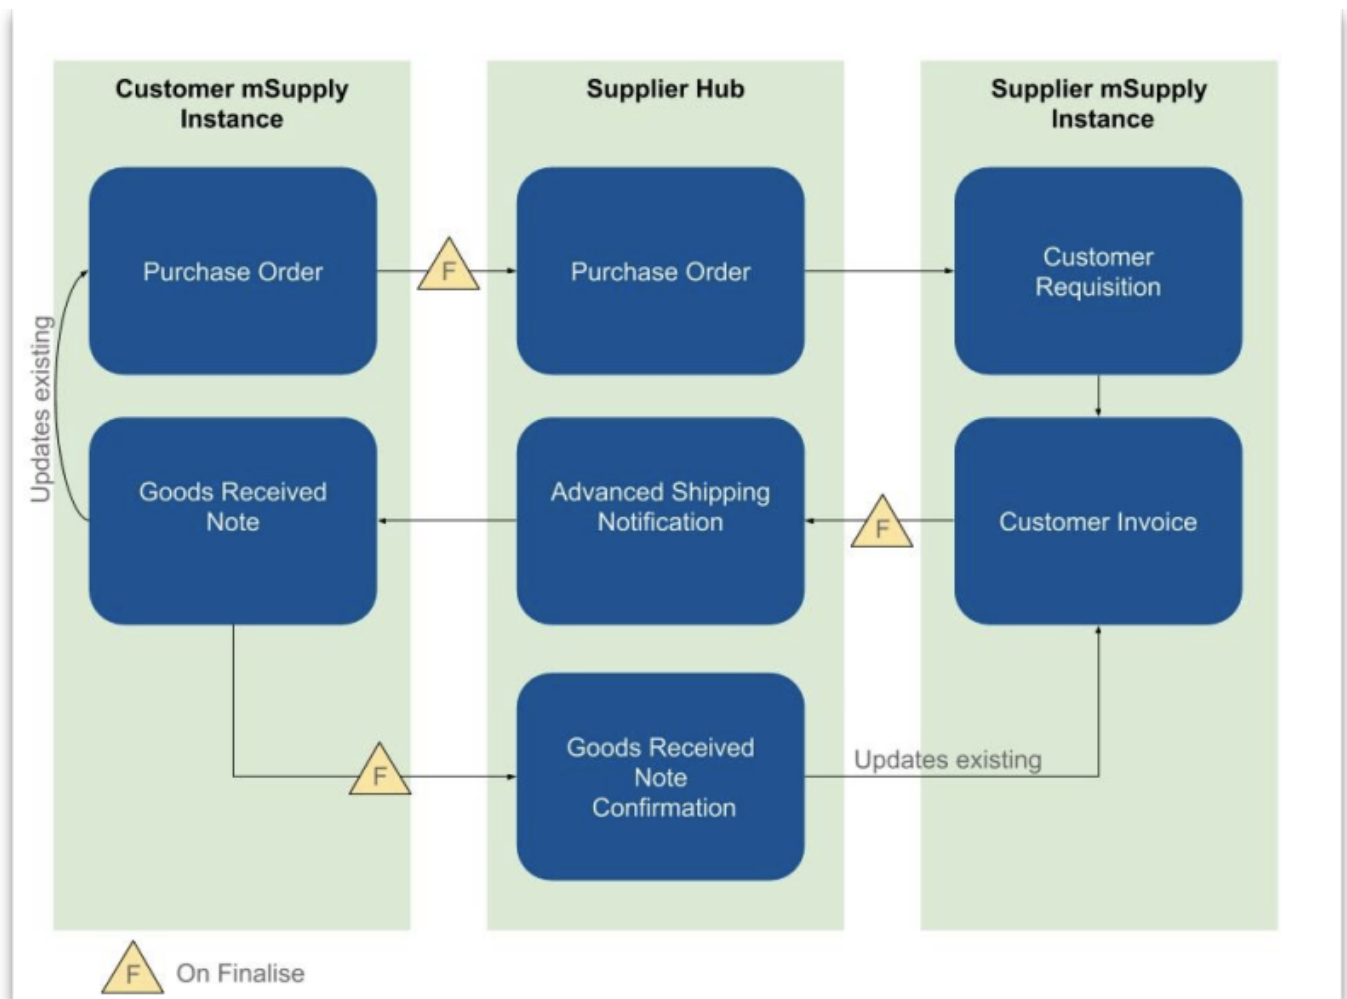 Customer mSupply
Instance
Supplier Hub
Supplier mSupply
Instance
Purchase Order
F
Purchase Order
Customer
Requisition
Updates existing
Goods Received
Note
Advanced Shipping
Notification
F
Customer Invoice
F
Goods Received
Note
Confirmation
Updates existing
F
On Finalise